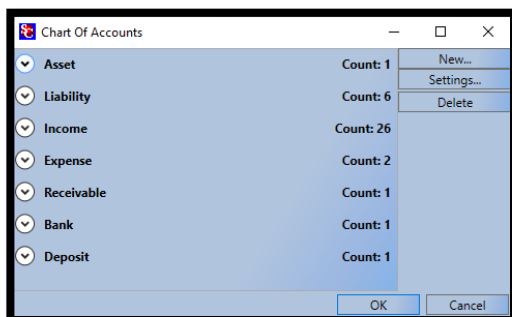 Chart Of Accounts
Asset Count: 1
Liability Count: 6
Income Count: 26
Expense Count: 2
Receivable Count: 1
Bank Count: 1
Deposit Count: 1
New...
Settings...
Delete
OK Cancel